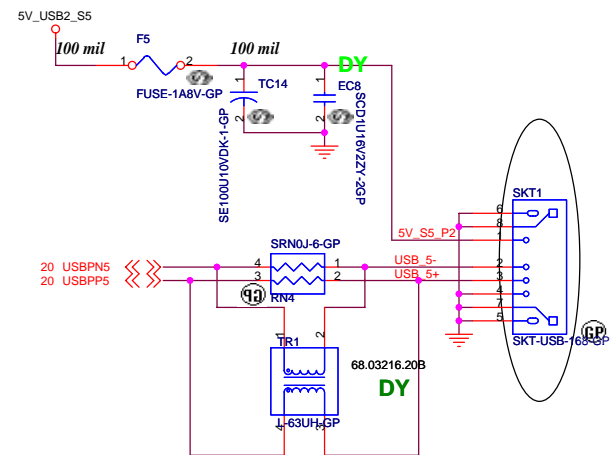 5V_USB2_S5
100 mil
F5
1
2
FUSE-1A8V-GP
100 mil
DY
1
TC14
2
SE100U10VDK-1-GP
1
EC8
2
SCD1U16V2ZY-2GP
SKT1
6
8
5V_S5_P2
1
SRN0J-6-GP
20 USBPN5
4
1
USB_5-
2
20 USBPP5
3
2
USB_5+
3
GP
RN4
4
7
5
GP
SKT-USB-168-GP
1
2
TR1
68.03216.20B
DY
L-63UH-GP
4
3